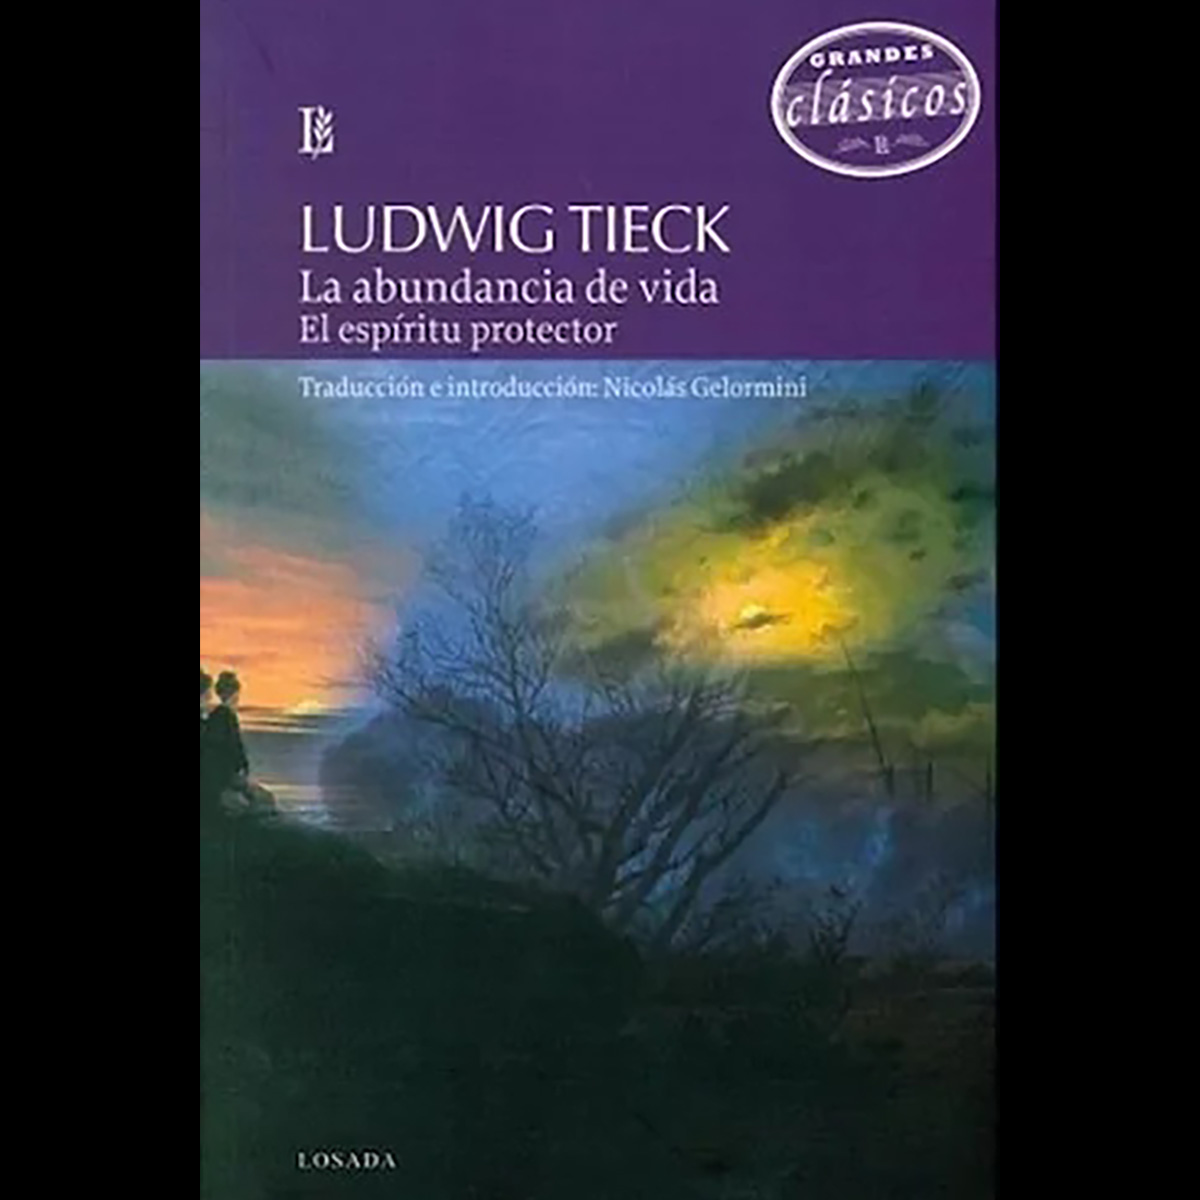 GRANDES
clásicos
L
LUDWIG TIECK
La abundancia de vida
El espíritu protector
Traducción e introducción: Nicolás Gelormini
LOSADA